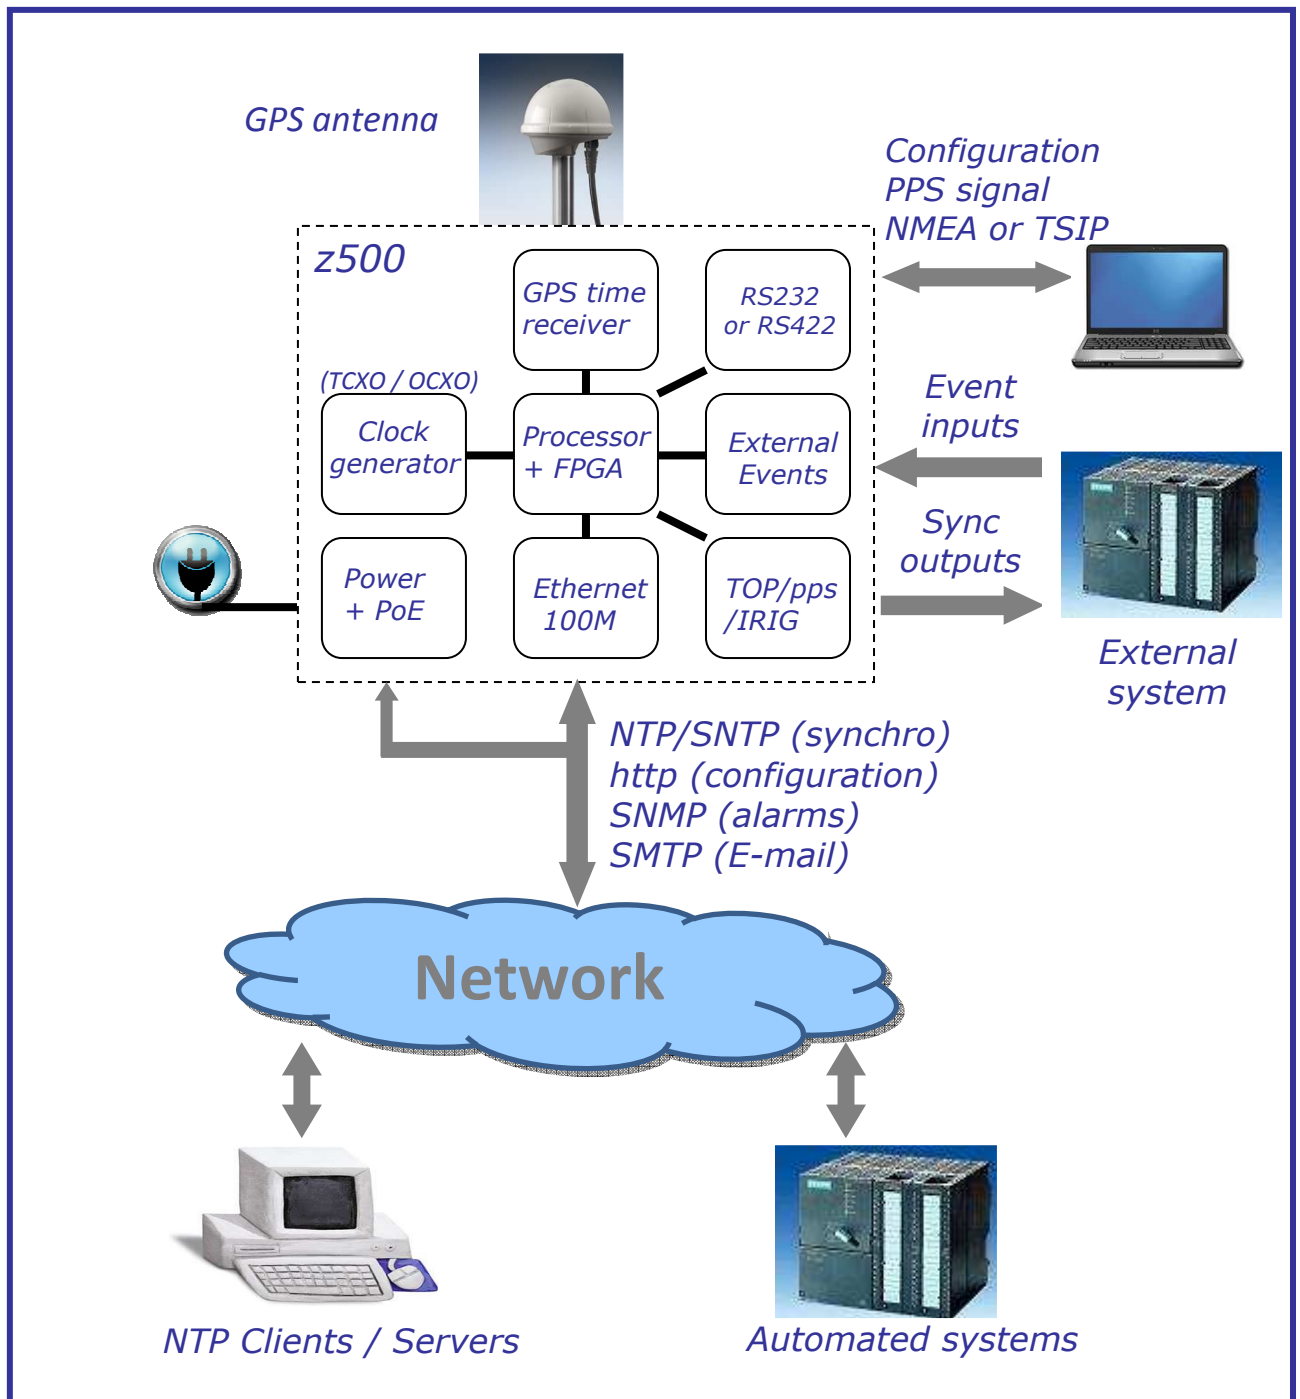 GPS antenna
Configuration
PPS signal
NMEA or TSIP
z500
GPS time
receiver
RS232
or RS422
(TCXO / OCXO)
Clock
generator
Processor
+ FPGA
External
Events
Event
inputs
Sync
outputs
Power
+ PoE
Ethernet
100M
TOP/pps
/IRIG
External
system
NTP/SNTP (synchro)
http (configuration)
SNMP (alarms)
SMTP (E-mail)
Network
NTP Clients / Servers
Automated systems